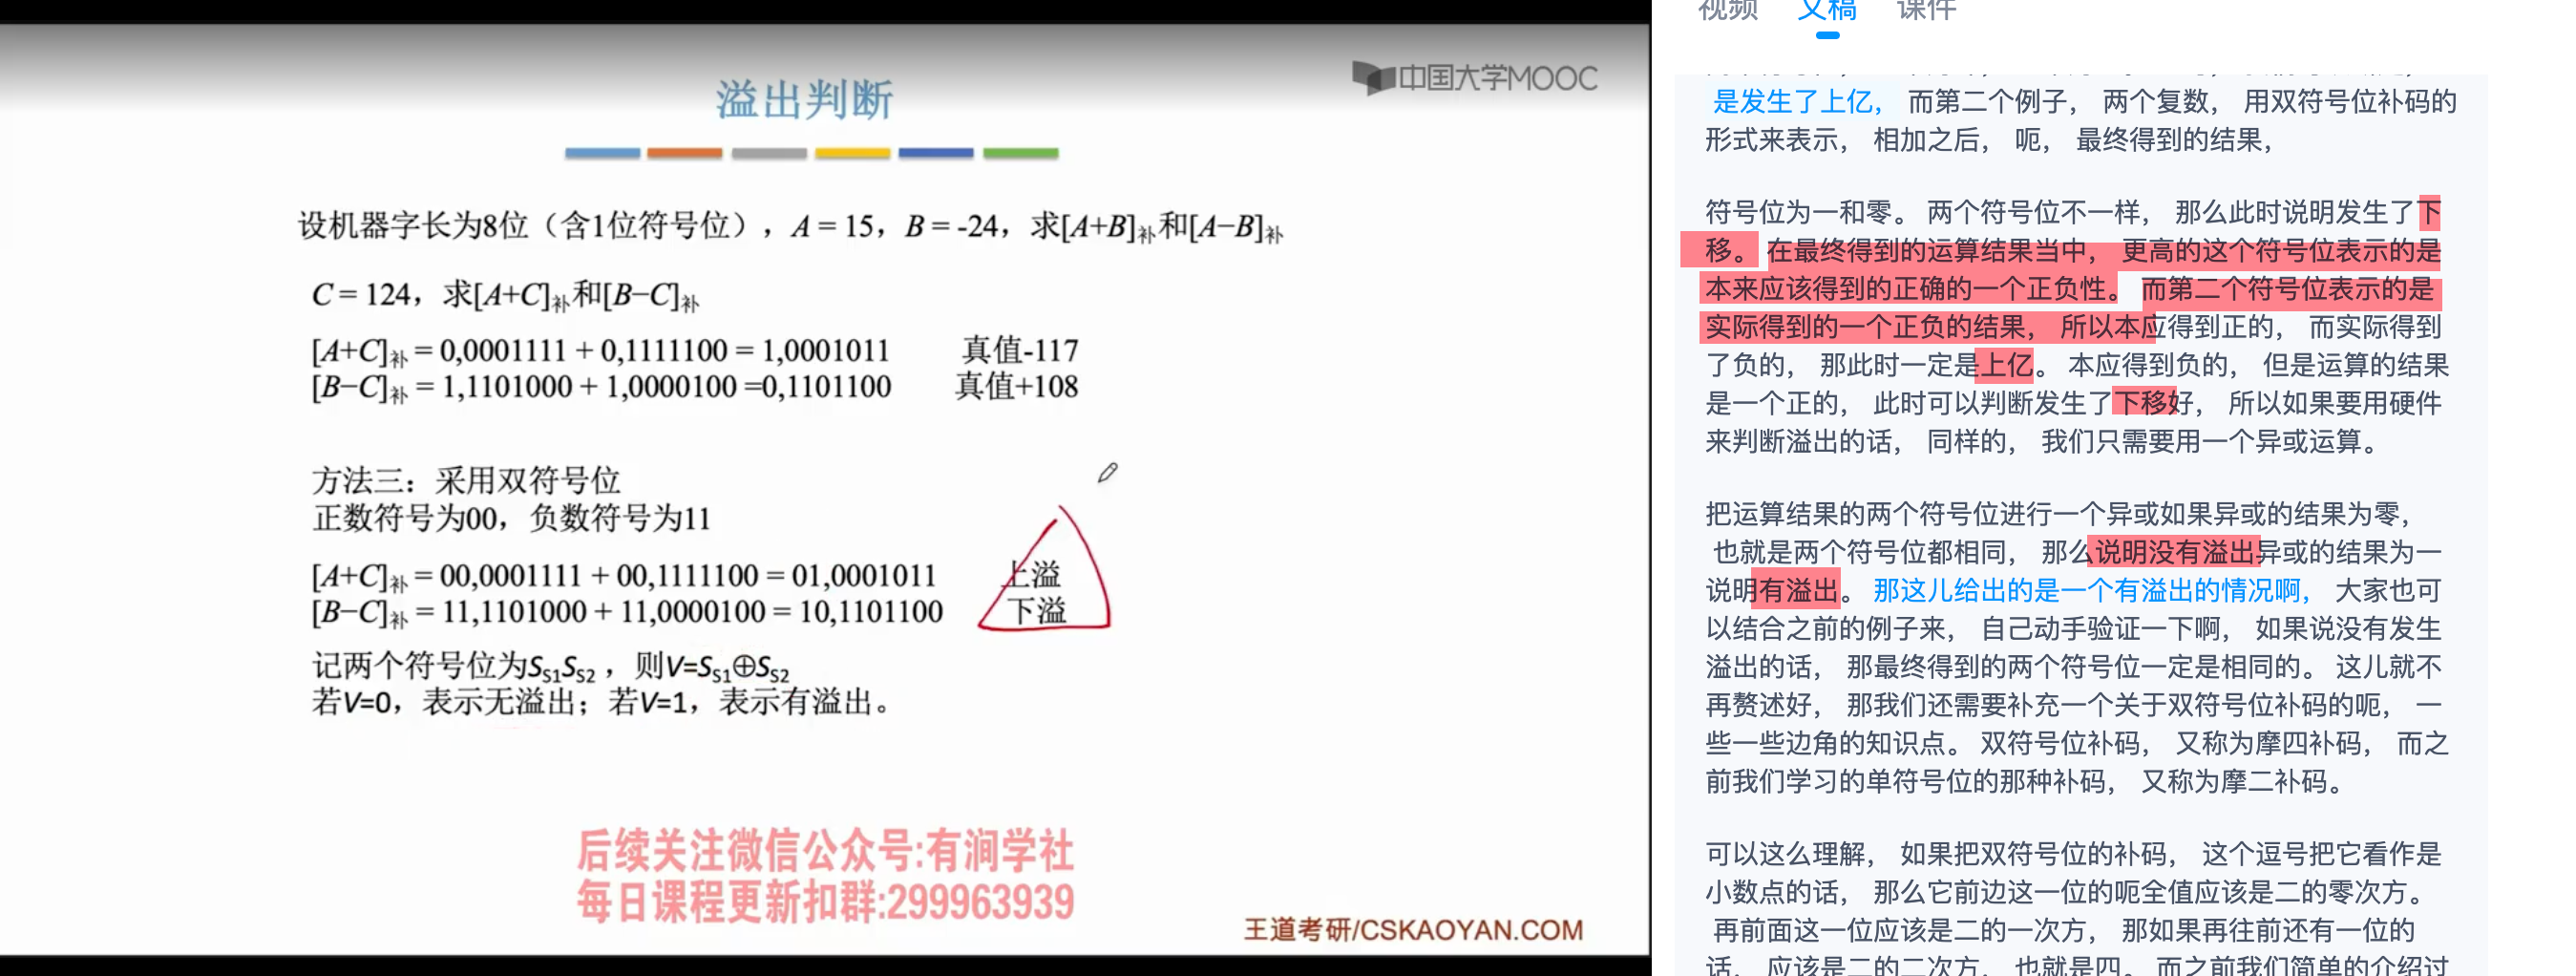 中国大学MOOC
溢出判断
设机器字长为8位（含1位符号位），A = 15，B = -24，求[A+B]补和[A−B]补
C = 124，求[A+C]补和[B−C]补
[A+C]补 = 0,0001111 + 0,1111100 = 1,0001011 真值-117
[B−C]补 = 1,1101000 + 1,0000100 =0,1101100 真值+108
方法三：采用双符号位
正数符号为00，负数符号为11
[A+C]补 = 00,0001111 + 00,1111100 = 01,0001011 上溢
[B−C]补 = 11,1101000 + 11,0000100 = 10,1101100 下溢
记两个符号位为SS1SS2 ，则V=SS1⊕SS2
若V=0，表示无溢出；若V=1，表示有溢出。
后续关注微信公众号:有涧学社
每日课程更新扣群:299963939
王道考研/CSKAOYAN.COM
视频 文稿 课件
是发生了上亿， 而第二个例子， 两个复数， 用双符号位补码的
形式来表示， 相加之后， 呃， 最终得到的结果，
符号位为一和零。 两个符号位不一样， 那么此时说明发生了下
移。 在最终得到的运算结果当中， 更高的这个符号位表示的是
本来应该得到的正确的一个正负性。 而第二个符号位表示的是
实际得到的一个正负的结果， 所以本应得到正的， 而实际得到
了负的， 那此时一定是上亿。 本应得到负的， 但是运算的结果
是一个正的， 此时可以判断发生了下移好， 所以如果要用硬件
来判断溢出的话， 同样的， 我们只需要用一个异或运算。
把运算结果的两个符号位进行一个异或如果异或的结果为零，
也就是两个符号位都相同， 那么说明没有溢出异或的结果为一
说明有溢出。 那这儿给出的是一个有溢出的情况啊， 大家也可
以结合之前的例子来， 自己动手验证一下啊， 如果说没有发生
溢出的话， 那最终得到的两个符号位一定是相同的。 这儿就不
再赘述好， 那我们还需要补充一个关于双符号位补码的呃， 一
些一些边角的知识点。 双符号位补码， 又称为摩四补码， 而之
前我们学习的单符号位的那种补码， 又称为摩二补码。
可以这么理解， 如果把双符号位的补码， 这个逗号把它看作是
小数点的话， 那么它前边这一位的呃全值应该是二的零次方。
再前面这一位应该是二的一次方， 那如果再往前还有一位的
话， 应该是二的二次方， 也就是四。 而之前我们简单的介绍过